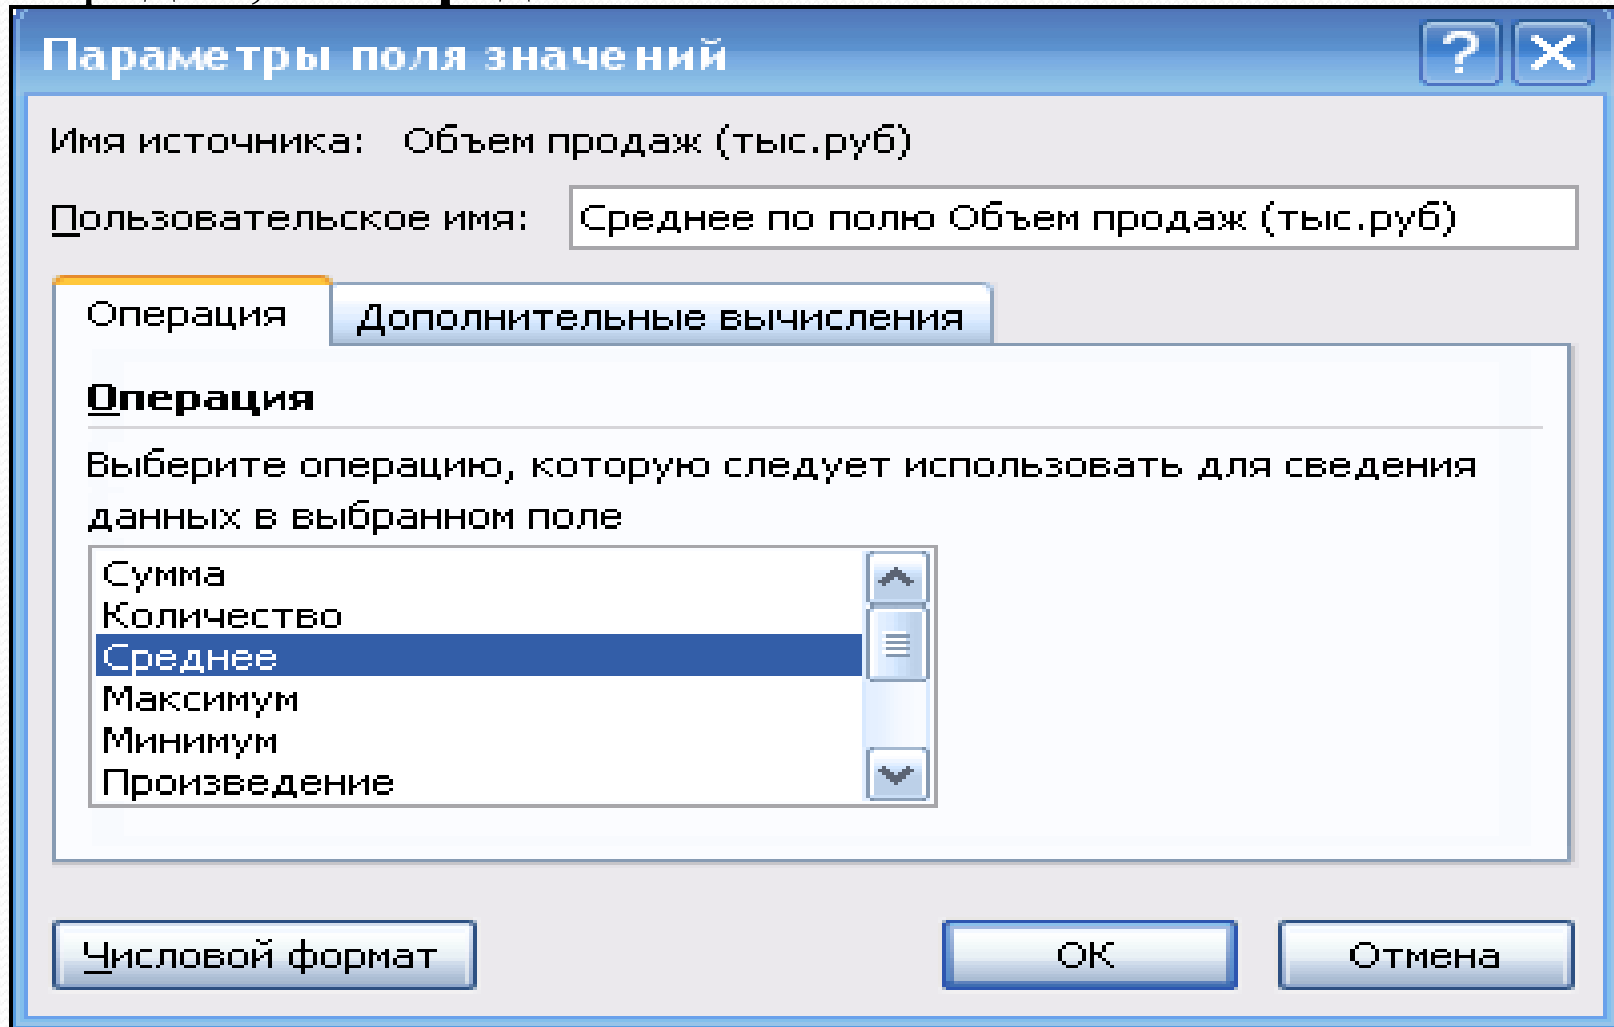 Параметры поля значений
Имя источника: Объем продаж (тыс.руб)
Пользовательское имя: Среднее по полю Объем продаж (тыс.руб)
Операция Дополнительные вычисления
Операция
Выберите операцию, которую следует использовать для сведения
данных в выбранном поле
Сумма
Количество
Среднее
Максимум
Минимум
Произведение
Числовой формат ОК Отмена